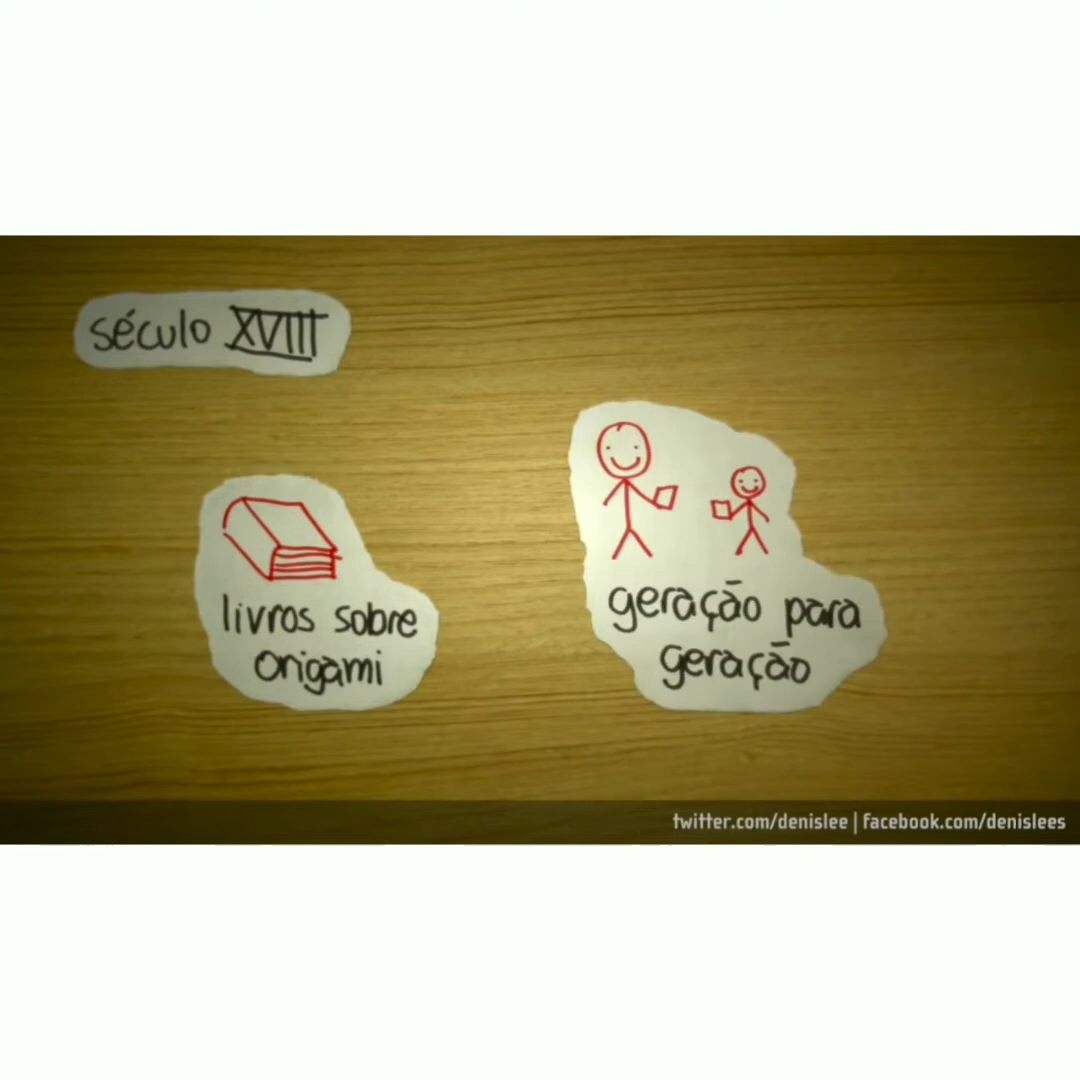 século XVIII
livros sobre
origami
geração para
geração
twitter.com/denislee | facebook.com/denislees